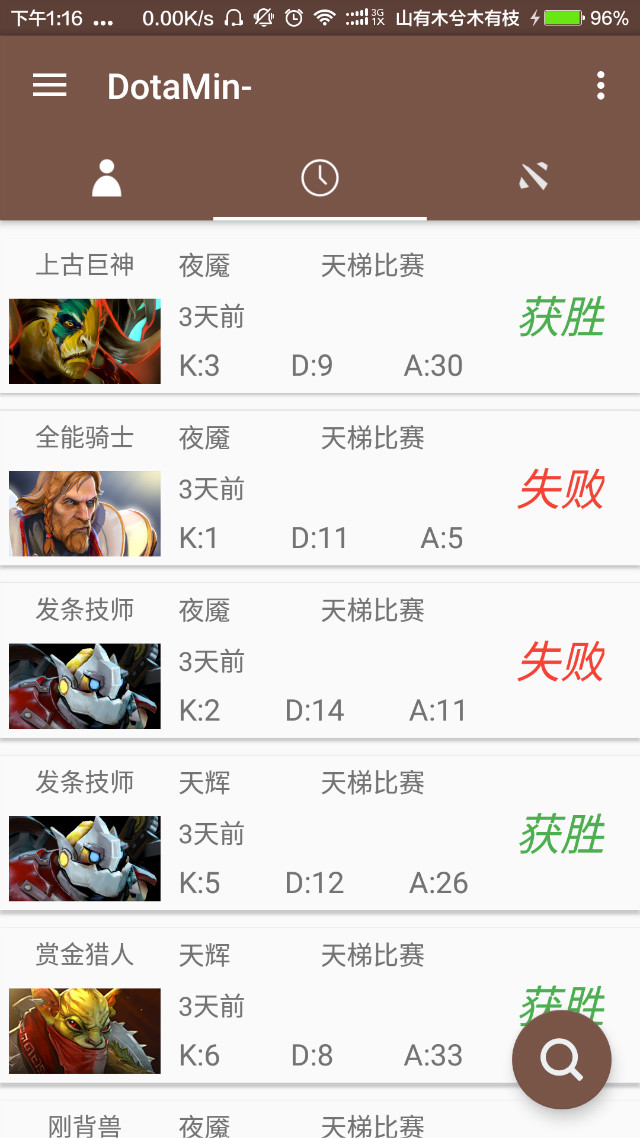 下午1:16 ... 0.00K/s 3G 1X 山有木兮木有枝 96%
DotaMin-
上古巨神 夜魇 天梯比赛
3天前 获胜
K:3 D:9 A:30
全能骑士 夜魇 天梯比赛
3天前 失败
K:1 D:11 A:5
发条技师 夜魇 天梯比赛
3天前 失败
K:2 D:14 A:11
发条技师 天辉 天梯比赛
3天前 获胜
K:5 D:12 A:26
赏金猎人 天辉 天梯比赛
3天前 获胜
K:6 D:8 A:33
刚背兽 夜魇 天梯比赛